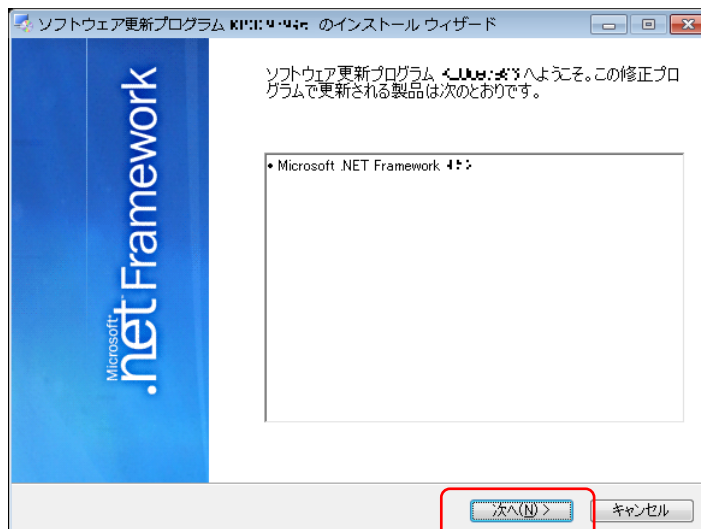 ソフトウェア更新プログラム のインストール ウィザード
ソフトウェア更新プログラム へようこそ。この修正プロ
グラムで更新される製品は次のとおりです。
• Microsoft .NET Framework
Microsoft
.net Framework
次へ(N) >
キャンセル